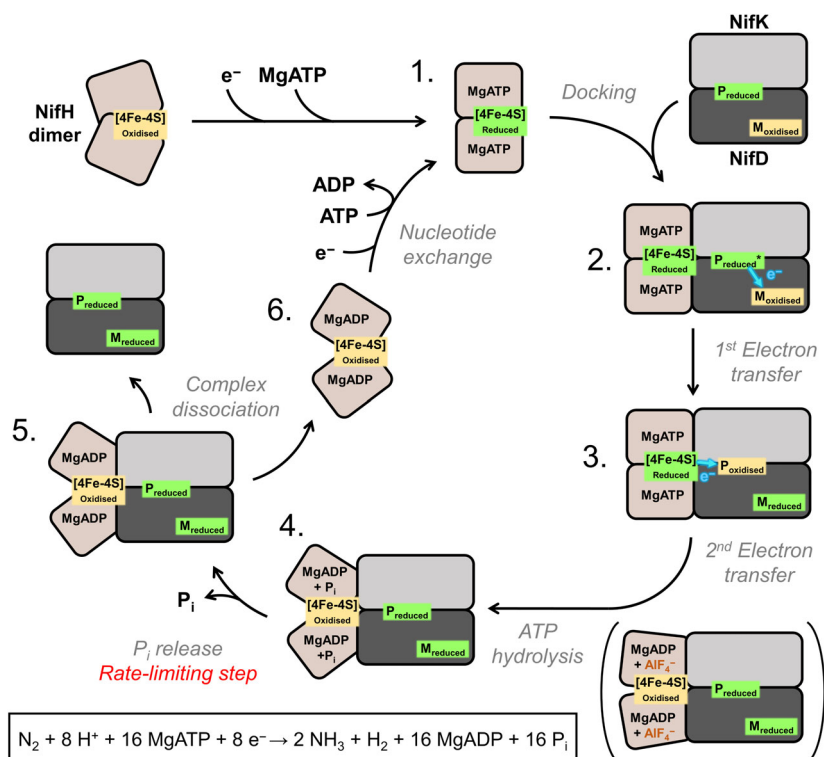 NifK
e⁻ MgATP
1.
Docking
NifH
dimer
[4Fe-4S]
Oxidised
MgATP
[4Fe-4S]
Reduced
MgATP
P reduced
M oxidised
NifD
ADP
ATP
e⁻
Nucleotide
exchange
2.
MgATP
[4Fe-4S]
Reduced
MgATP
P reduced*
e⁻
M oxidised
P reduced
M reduced
6.
MgADP
[4Fe-4S]
Oxidised
MgADP
1st Electron
transfer
Complex
dissociation
5.
MgADP
[4Fe-4S]
Oxidised
MgADP
P reduced
M reduced
3.
MgATP
[4Fe-4S]
Reduced
MgATP
e⁻
P oxidised
M reduced
4.
MgADP
+ Pi
[4Fe-4S]
Oxidised
MgADP
+Pi
P reduced
M reduced
2nd Electron
transfer
Pi
Pi release
Rate-limiting step
ATP
hydrolysis
MgADP
+ AlF₄⁻
[4Fe-4S]
Oxidised
MgADP
+ AlF₄⁻
P reduced
M reduced
N₂ + 8 H⁺ + 16 MgATP + 8 e⁻ → 2 NH₃ + H₂ + 16 MgADP + 16 Pi